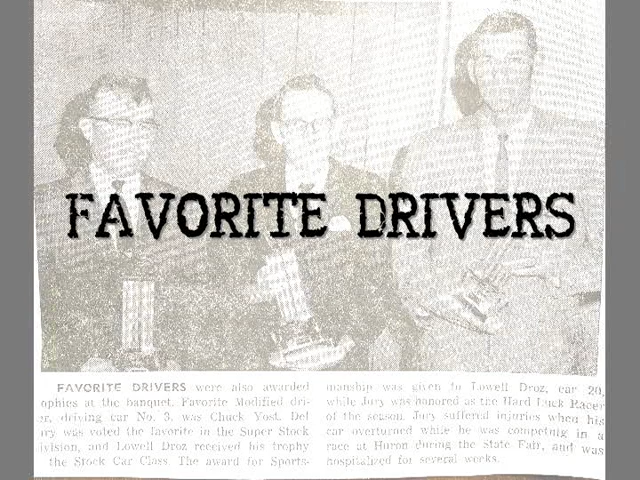 FAVORITE DRIVERS
FAVORITE DRIVERS were also awarded
ophies at the banquet. Favorite Modified dri-
er, driving car No. 3, was Chuck Yost. Del
ry was voted the favorite in the Super Stock
ivision, and Lowell Droz received his trophy
the Stock Car Class. The award for Sports-
manship was given to Lowell Droz, car 20,
while Jury was honored as the Hard Luck Racer
of the season. Jury suffered injuries when his
car overturned while he was competing in a
race at Huron during the State Fair, and was
hospitalized for several weeks.